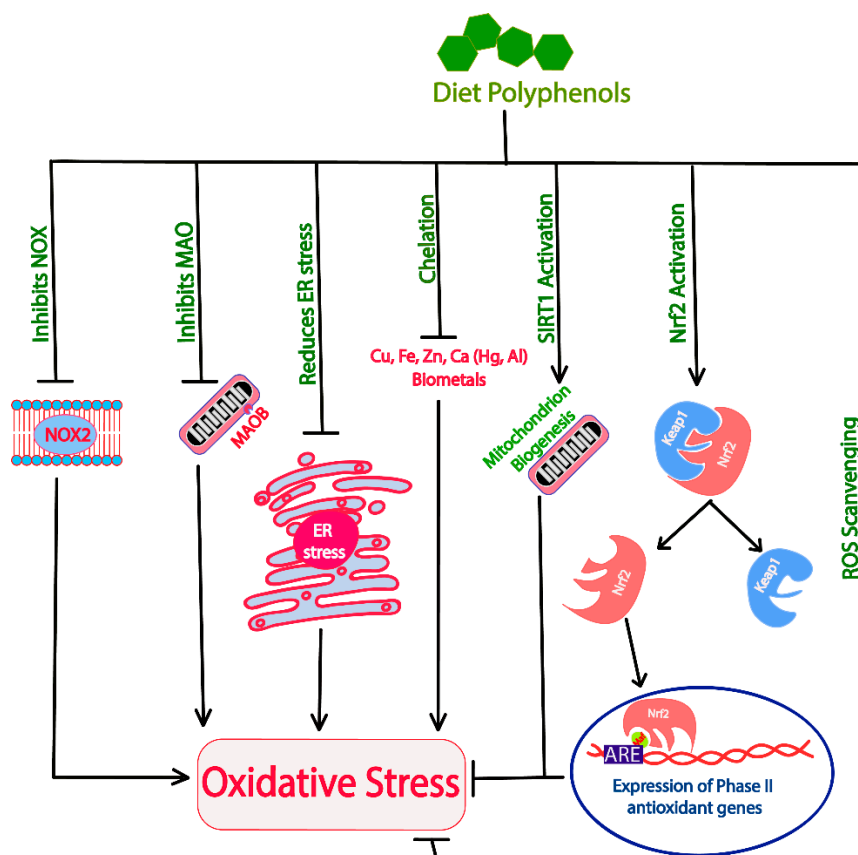 Diet Polyphenols
Inhibits NOX
Inhibits MAO
Reduces ER stress
Chelation
SIRT1 Activation
Nrf2 Activation
ROS Scanvenging
Cu, Fe, Zn, Ca (Hg, Al)
Biometals
NOX2
MAOB
Mitochondrion
Biogenesis
Keap1
Nrf2
ER
stress
Nrf2
Keap1
Nrf2
Maf
ARE
Expression of Phase II
antioxidant genes
Oxidative Stress